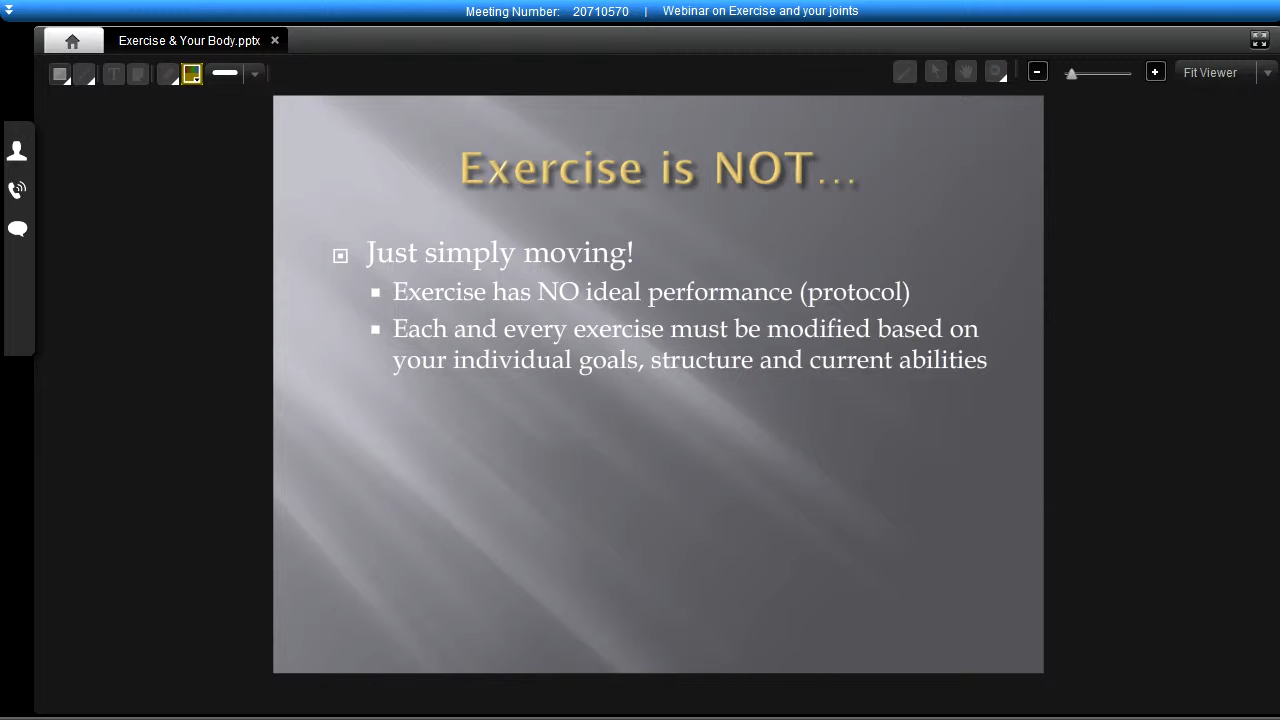 Meeting Number: 20710570 | Webinar on Exercise and your joints
Exercise & Your Body.pptx
T
Fit Viewer
Exercise is NOT...
Just simply moving!
Exercise has NO ideal performance (protocol)
Each and every exercise must be modified based on
your individual goals, structure and current abilities